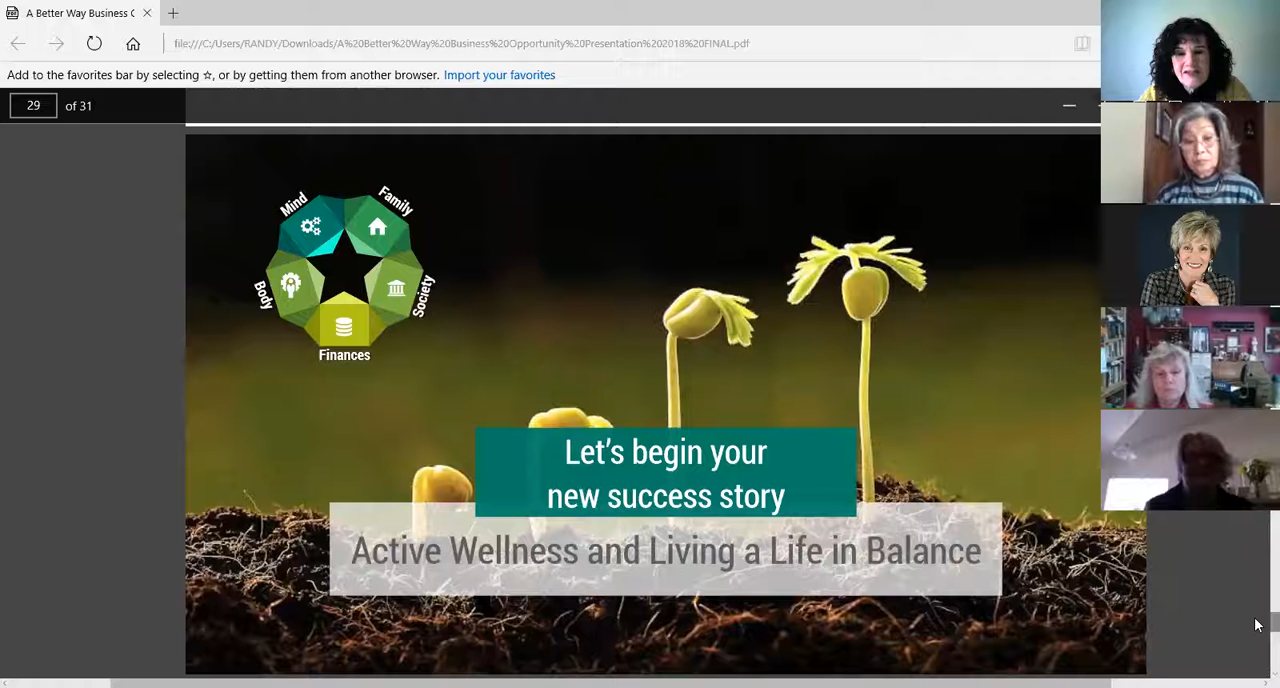 A Better Way Business O
file:///C:/Users/RANDY/Downloads/A%20Better%20Way%20Business%20Opportunity%20Presentation%202018%20FINAL.pdf
Add to the favorites bar by selecting ☆, or by getting them from another browser. Import your favorites
29 of 31
Mind
Family
Body
Society
Finances
Let's begin your
new success story
Active Wellness and Living a Life in Balance